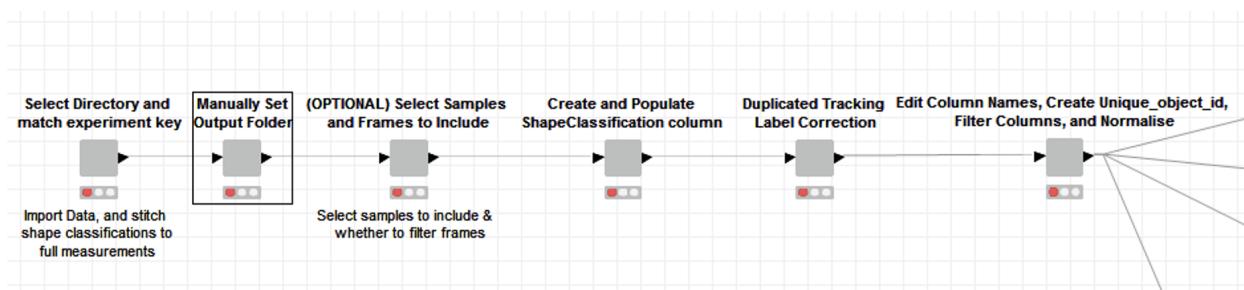 Select Directory and
match experiment key
Manually Set
Output Folder
(OPTIONAL) Select Samples
and Frames to Include
Create and Populate
ShapeClassification column
Duplicated Tracking
Label Correction
Edit Column Names, Create Unique_object_id,
Filter Columns, and Normalise
Import Data, and stitch
shape classifications to
full measurements
Select samples to include &
whether to filter frames